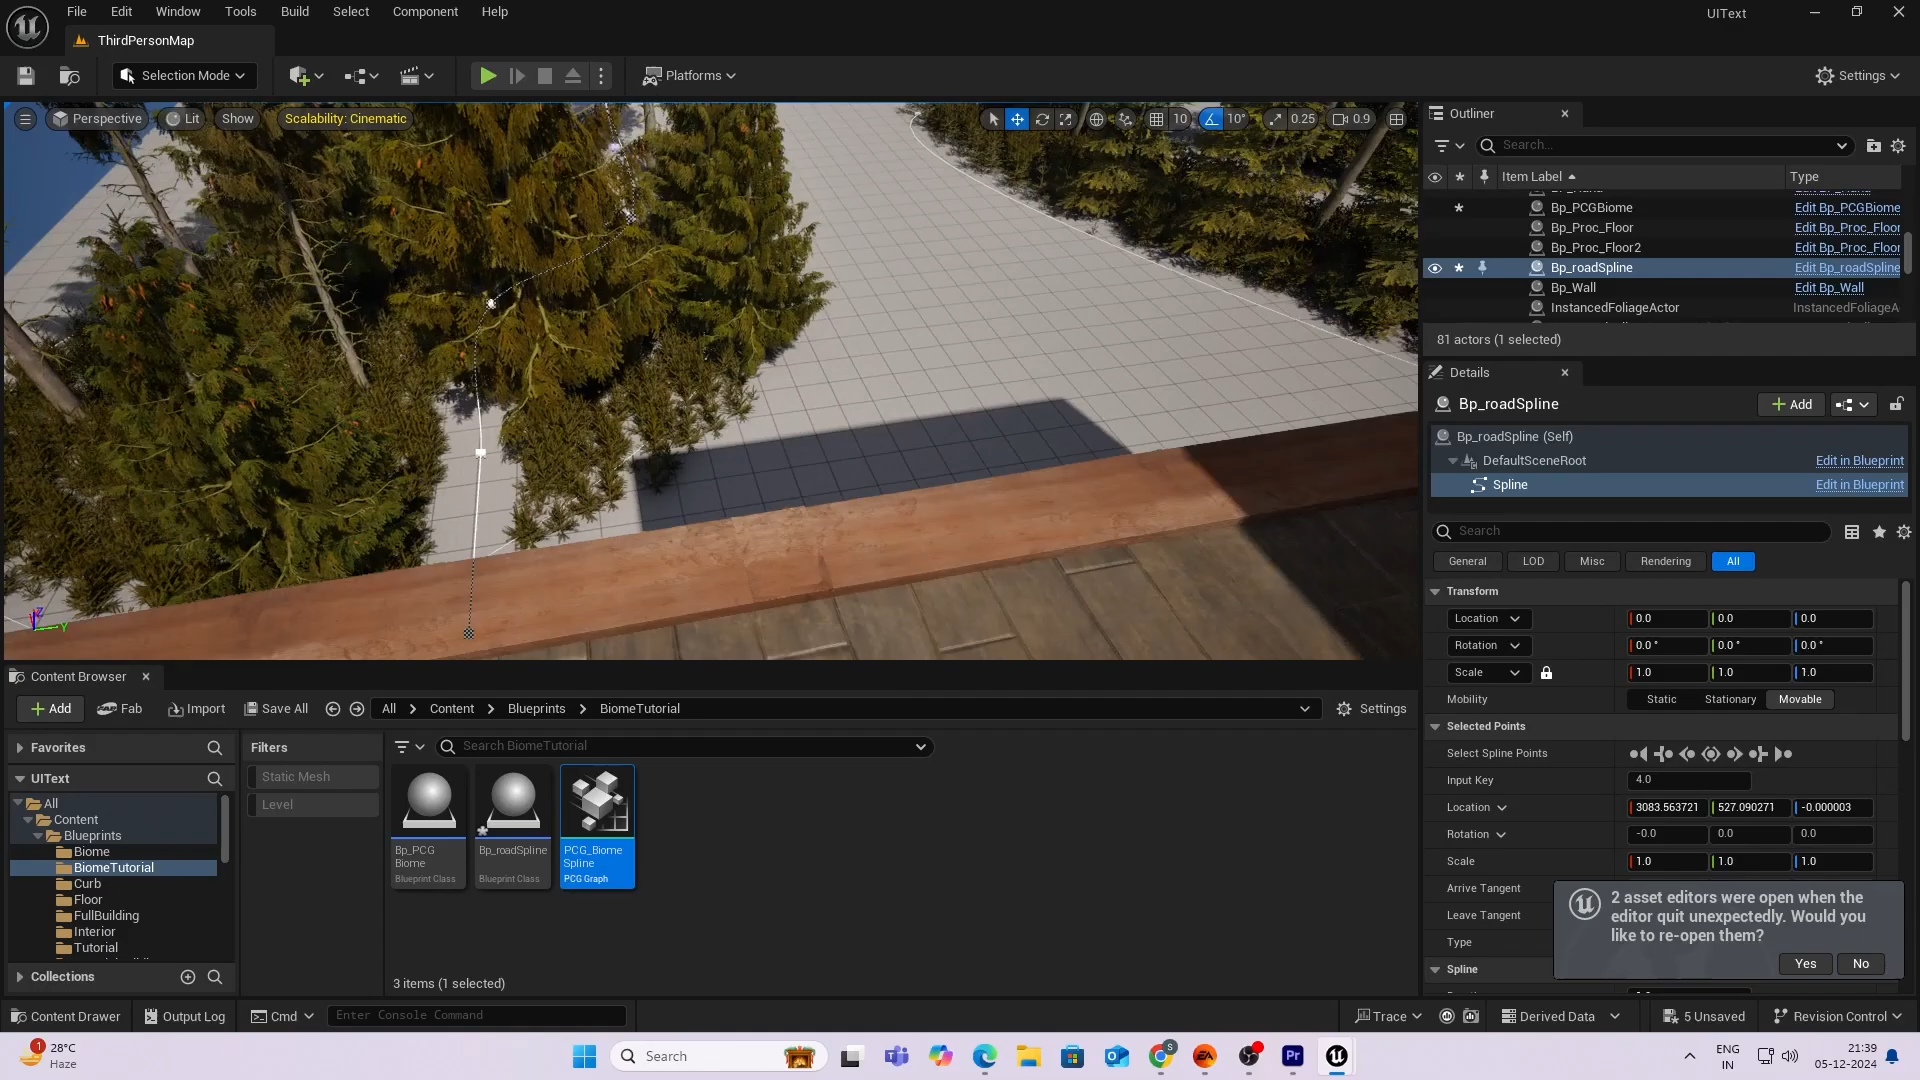 File Edit Window Tools Build Select Component Help
UIText
ThirdPersonMap
Selection Mode
Platforms
Settings
Perspective Lit Show Scalability: Cinematic
10 10° 0.25 0.9
Outliner
Search...
Item Label Type
Bp_PCGBiome Edit Bp_PCGBiome
Bp_Proc_Floor Edit Bp_Proc_Floor
Bp_Proc_Floor2 Edit Bp_Proc_Floor
Bp_roadSpline Edit Bp_roadSpline
Bp_Wall Edit Bp_Wall
InstancedFoliageActor InstancedFoliageA
81 actors (1 selected)
Details
Bp_roadSpline
Add
Bp_roadSpline (Self)
DefaultSceneRoot Edit in Blueprint
Spline Edit in Blueprint
Search
General LOD Misc Rendering All
Transform
Location 0.0 0.0 0.0
Rotation 0.0° 0.0° 0.0°
Scale 1.0 1.0 1.0
Mobility Static Stationary Movable
Selected Points
Select Spline Points
Input Key 4.0
Location 3083.563721 527.090271 -0.000003
Rotation -0.0 0.0 0.0
Scale 1.0 1.0 1.0
Arrive Tangent
Leave Tangent
Type
Spline
2 asset editors were open when the
editor quit unexpectedly. Would you
like to re-open them?
Yes No
Z
Y
Content Browser
Add Fab Import Save All All Content Blueprints BiomeTutorial Settings
Favorites
UIText
All
Content
Blueprints
Biome
BiomeTutorial
Curb
Floor
FullBuilding
Interior
Tutorial
Collections
Filters
Static Mesh
Level
Search BiomeTutorial
Bp_PCG
Biome
Blueprint Class
Bp_roadSpline
Blueprint Class
PCG_Biome
Spline
PCG Graph
3 items (1 selected)
Content Drawer Output Log Cmd Enter Console Command
Trace Derived Data 5 Unsaved Revision Control
1
28°C
Haze
Search
S
EA
Pr
ENG
IN
21:39
05-12-2024